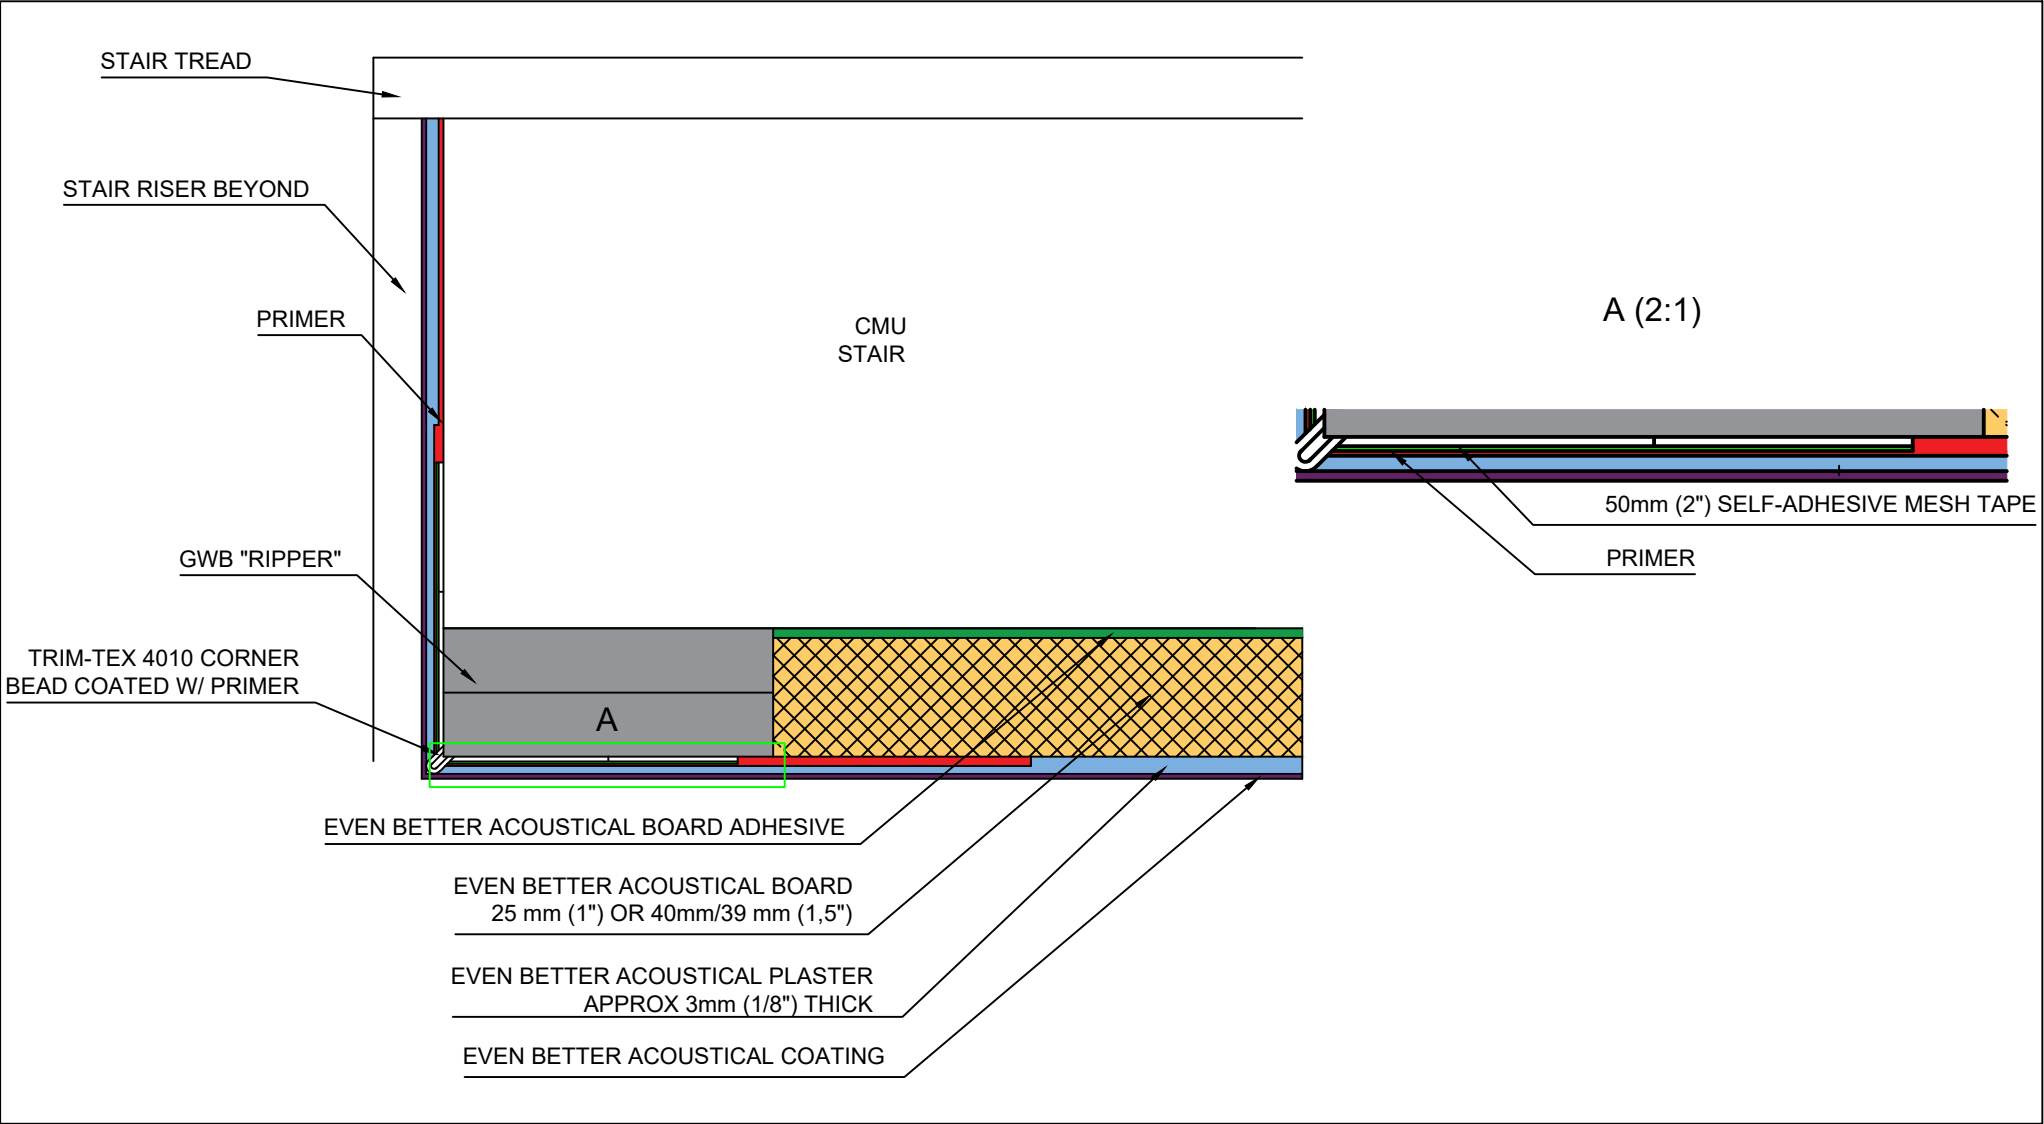 STAIR TREAD
STAIR RISER BEYOND
PRIMER
CMU
STAIR
GWB "RIPPER"
TRIM-TEX 4010 CORNER
BEAD COATED W/ PRIMER
A
EVEN BETTER ACOUSTICAL BOARD ADHESIVE
EVEN BETTER ACOUSTICAL BOARD
25 mm (1") OR 40mm/39 mm (1,5")
EVEN BETTER ACOUSTICAL PLASTER
APPROX 3mm (1/8") THICK
EVEN BETTER ACOUSTICAL COATING
A (2:1)
50mm (2") SELF-ADHESIVE MESH TAPE
PRIMER